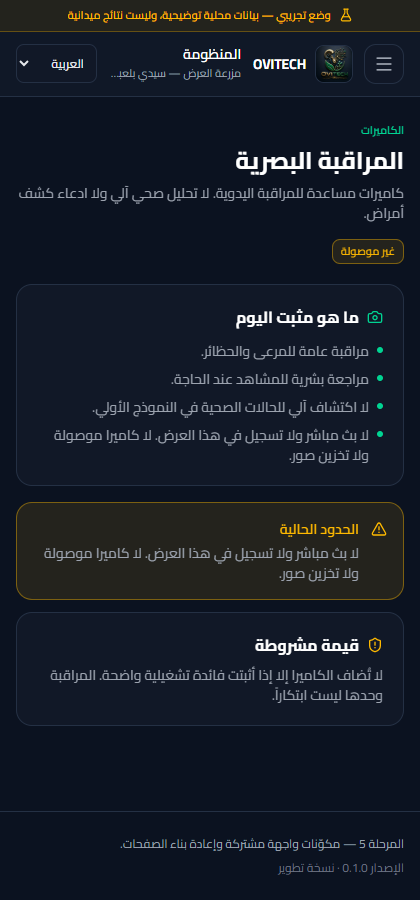 وضع تجريبي — بيانات محلية توضيحية، وليست نتائج ميدانية
OVITECH
OVITECH
المنظومة
مزرعة العرض — سيدي بلعب...
العربية
الكاميرات
المراقبة البصرية
كاميرات مساعدة للمراقبة اليدوية. لا تحليل صحي آلي ولا ادعاء كشف
أمراض.
غير موصولة
ما هو مثبت اليوم
مراقبة عامة للمرعى والحظائر.
مراجعة بشرية للمشاهد عند الحاجة.
لا اكتشاف آلي للحالات الصحية في النموذج الأولي.
لا بث مباشر ولا تسجيل في هذا العرض. لا كاميرا موصولة
ولا تخزين صور.
الحدود الحالية
لا بث مباشر ولا تسجيل في هذا العرض. لا كاميرا موصولة
ولا تخزين صور.
قيمة مشروطة
لا تُضاف الكاميرا إلا إذا أثبتت فائدة تشغيلية واضحة. المراقبة
وحدها ليست ابتكاراً.
المرحلة 5 — مكوّنات واجهة مشتركة وإعادة بناء الصفحات.
الإصدار 0.1.0 · نسخة تطوير